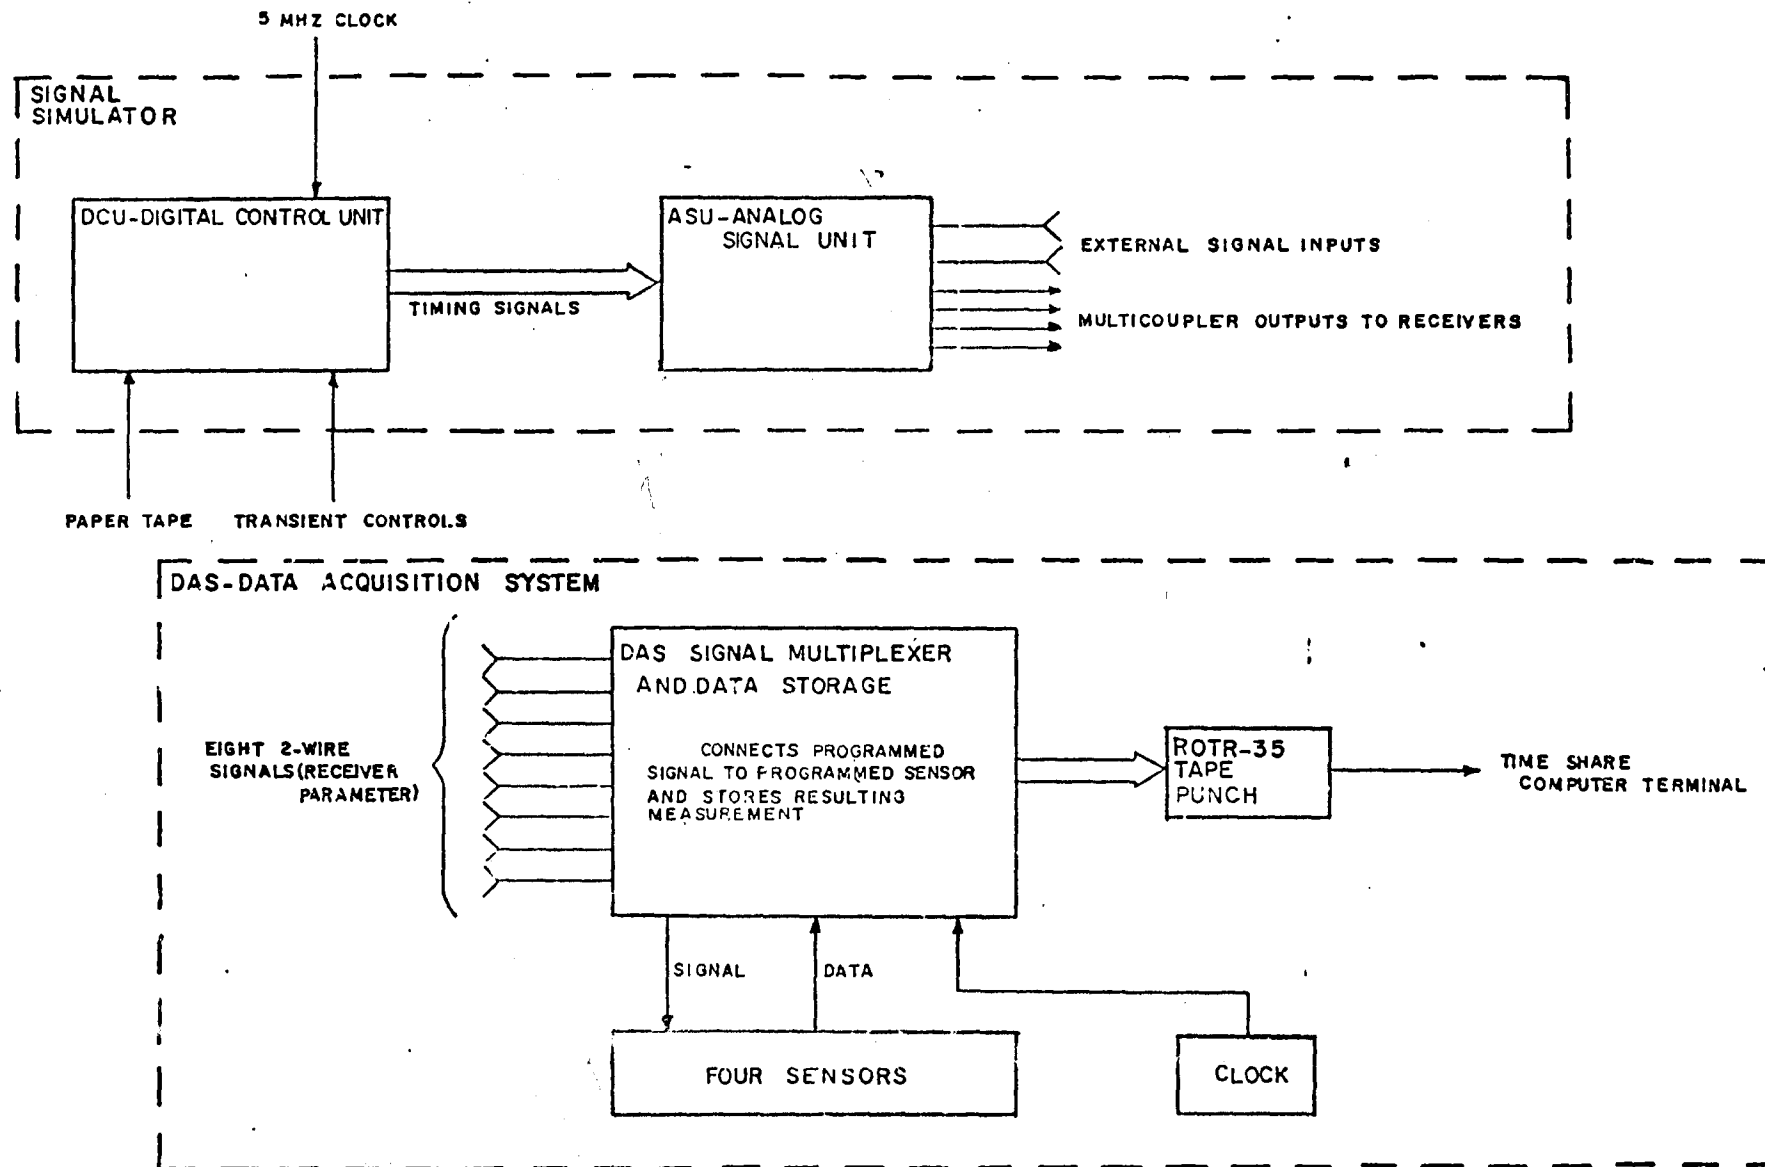 5 MHZ CLOCK
SIGNAL
SIMULATOR
DCU-DIGITAL CONTROL UNIT
ASU-ANALOG
SIGNAL UNIT
EXTERNAL SIGNAL INPUTS
TIMING SIGNALS
MULTICOUPLER OUTPUTS TO RECEIVERS
PAPER TAPE
TRANSIENT CONTROLS
DAS-DATA ACQUISITION SYSTEM
DAS SIGNAL MULTIPLEXER
AND DATA STORAGE
CONNECTS PROGRAMMED
SIGNAL TO PROGRAMMED SENSOR
AND STORES RESULTING
MEASUREMENT
EIGHT 2-WIRE
SIGNALS(RECEIVER
PARAMETER)
ROTR-35
TAPE
PUNCH
TIME SHARE
COMPUTER TERMINAL
SIGNAL
DATA
FOUR SENSORS
CLOCK